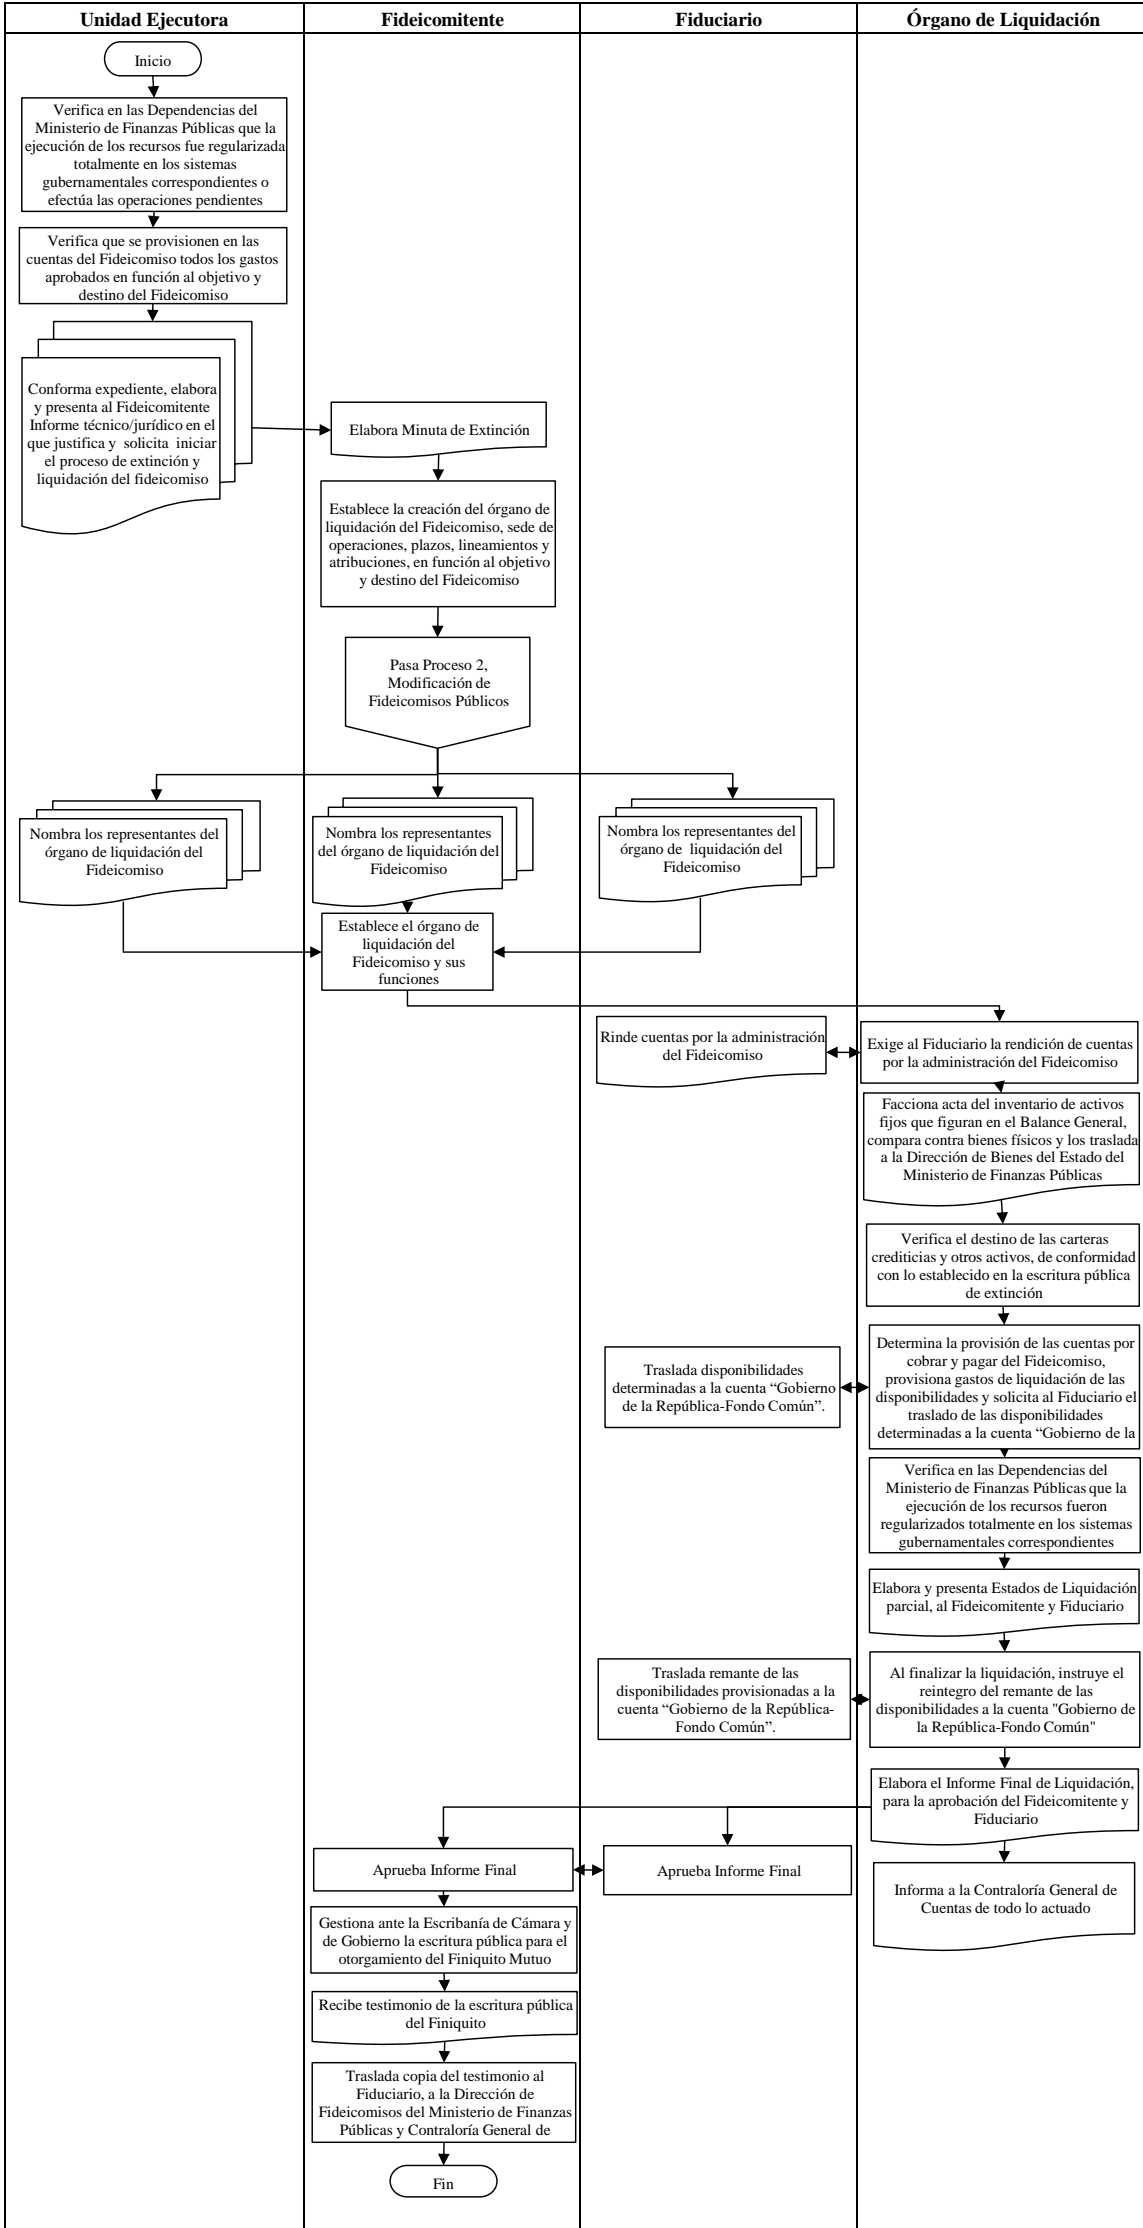 Unidad Ejecutora
Fideicomitente
Fiduciario
Órgano de Liquidación
Inicio
Verifica en las Dependencias del
Ministerio de Finanzas Públicas que la
ejecución de los recursos fue regularizada
totalmente en los sistemas
gubernamentales correspondientes o
efectúa las operaciones pendientes
Verifica que se provisionen en las
cuentas del Fideicomiso todos los gastos
aprobados en función al objetivo y
destino del Fideicomiso
Conforma expediente, elabora
y presenta al Fideicomitente
Informe técnico/jurídico en el
que justifica y solicita iniciar
el proceso de extinción y
liquidación del fideicomiso
Elabora Minuta de Extinción
Establece la creación del órgano de
liquidación del Fideicomiso, sede de
operaciones, plazos, lineamientos y
atribuciones, en función al objetivo
y destino del Fideicomiso
Pasa Proceso 2,
Modificación de
Fideicomisos Públicos
Nombra los representantes del
órgano de liquidación del
Fideicomiso
Nombra los representantes
del órgano de liquidación del
Fideicomiso
Nombra los representantes del
órgano de liquidación del
Fideicomiso
Establece el órgano de
liquidación del
Fideicomiso y sus
funciones
Rinde cuentas por la administración
del Fideicomiso
Exige al Fiduciario la rendición de cuentas
por la administración del Fideicomiso
Facciona acta del inventario de activos
fijos que figuran en el Balance General,
compara contra bienes físicos y los traslada
a la Dirección de Bienes del Estado del
Ministerio de Finanzas Públicas
Verifica el destino de las carteras
crediticias y otros activos, de conformidad
con lo establecido en la escritura pública
de extinción
Traslada disponibilidades
determinadas a la cuenta “Gobierno
de la República-Fondo Común”.
Determina la provisión de las cuentas por
cobrar y pagar del Fideicomiso,
provisiona gastos de liquidación de las
disponibilidades y solicita al Fiduciario el
traslado de las disponibilidades
determinadas a la cuenta “Gobierno de la
Verifica en las Dependencias del
Ministerio de Finanzas Públicas que la
ejecución de los recursos fueron
regularizados totalmente en los sistemas
gubernamentales correspondientes
Elabora y presenta Estados de Liquidación
parcial, al Fideicomitente y Fiduciario
Traslada remante de las
disponibilidades provisionadas a la
cuenta “Gobierno de la República-
Fondo Común”.
Al finalizar la liquidación, instruye el
reintegro del remante de las
disponibilidades a la cuenta "Gobierno de
la República-Fondo Común"
Elabora el Informe Final de Liquidación,
para la aprobación del Fideicomitente y
Fiduciario
Aprueba Informe Final
Aprueba Informe Final
Informa a la Contraloría General de
Cuentas de todo lo actuado
Gestiona ante la Escribanía de Cámara y
de Gobierno la escritura pública para el
otorgamiento del Finiquito Mutuo
Recibe testimonio de la escritura pública
del Finiquito
Traslada copia del testimonio al
Fiduciario, a la Dirección de
Fideicomisos del Ministerio de Finanzas
Públicas y Contraloría General de
Fin